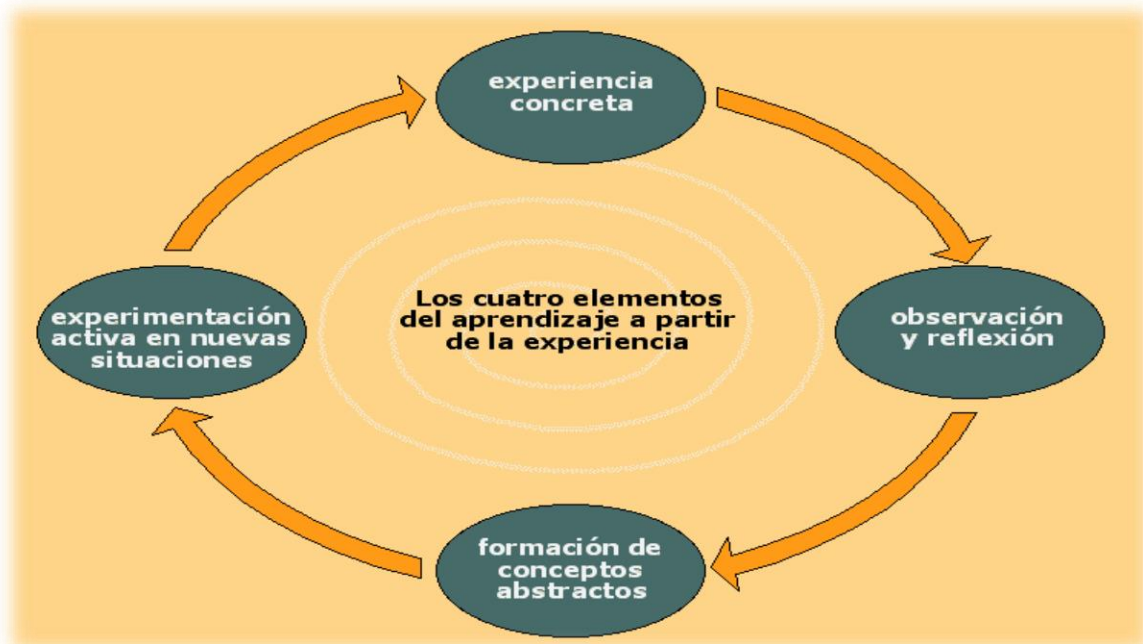 experiencia
concreta
Los cuatro elementos
del aprendizaje a partir
de la experiencia
observación
y reflexión
experimentación
activa en nuevas
situaciones
formación de
conceptos
abstractos